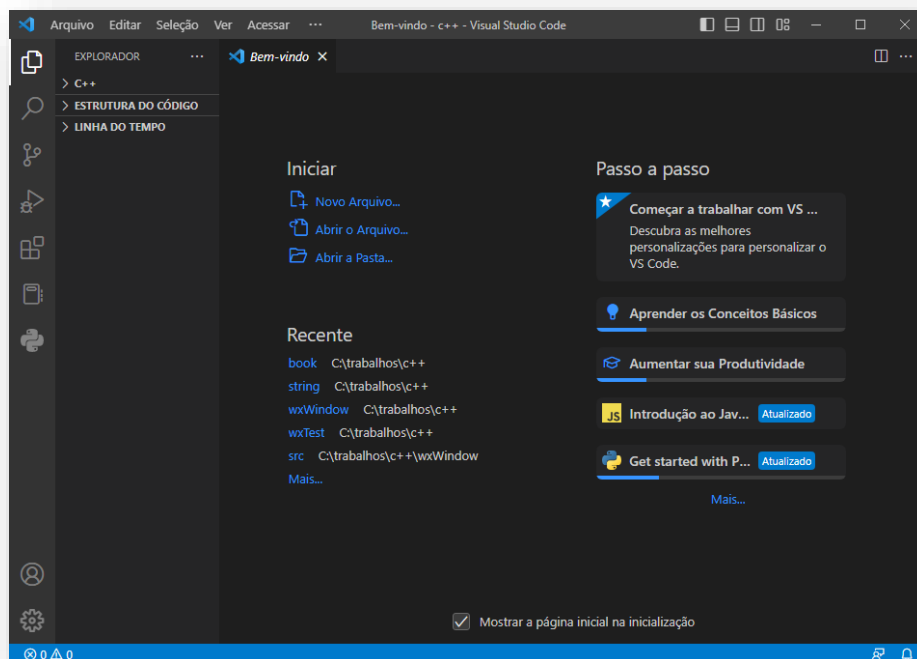 Arquivo Editar Seleção Ver Acessar ··· Bem-vindo - c++ - Visual Studio Code
EXPLORADOR ···
C++
ESTRUTURA DO CÓDIGO
LINHA DO TEMPO
Bem-vindo
Iniciar
Novo Arquivo...
Abrir o Arquivo...
Abrir a Pasta...
Recente
book C:\trabalhos\c++
string C:\trabalhos\c++
wxWindow C:\trabalhos\c++
wxTest C:\trabalhos\c++
src C:\trabalhos\c++\wxWindow
Mais...
Passo a passo
Começar a trabalhar com VS ...
Descubra as melhores
personalizações para personalizar o
VS Code.
Aprender os Conceitos Básicos
Aumentar sua Produtividade
JS Introdução ao Jav... Atualizado
Get started with P... Atualizado
Mais...
Mostrar a página inicial na inicialização
0 0